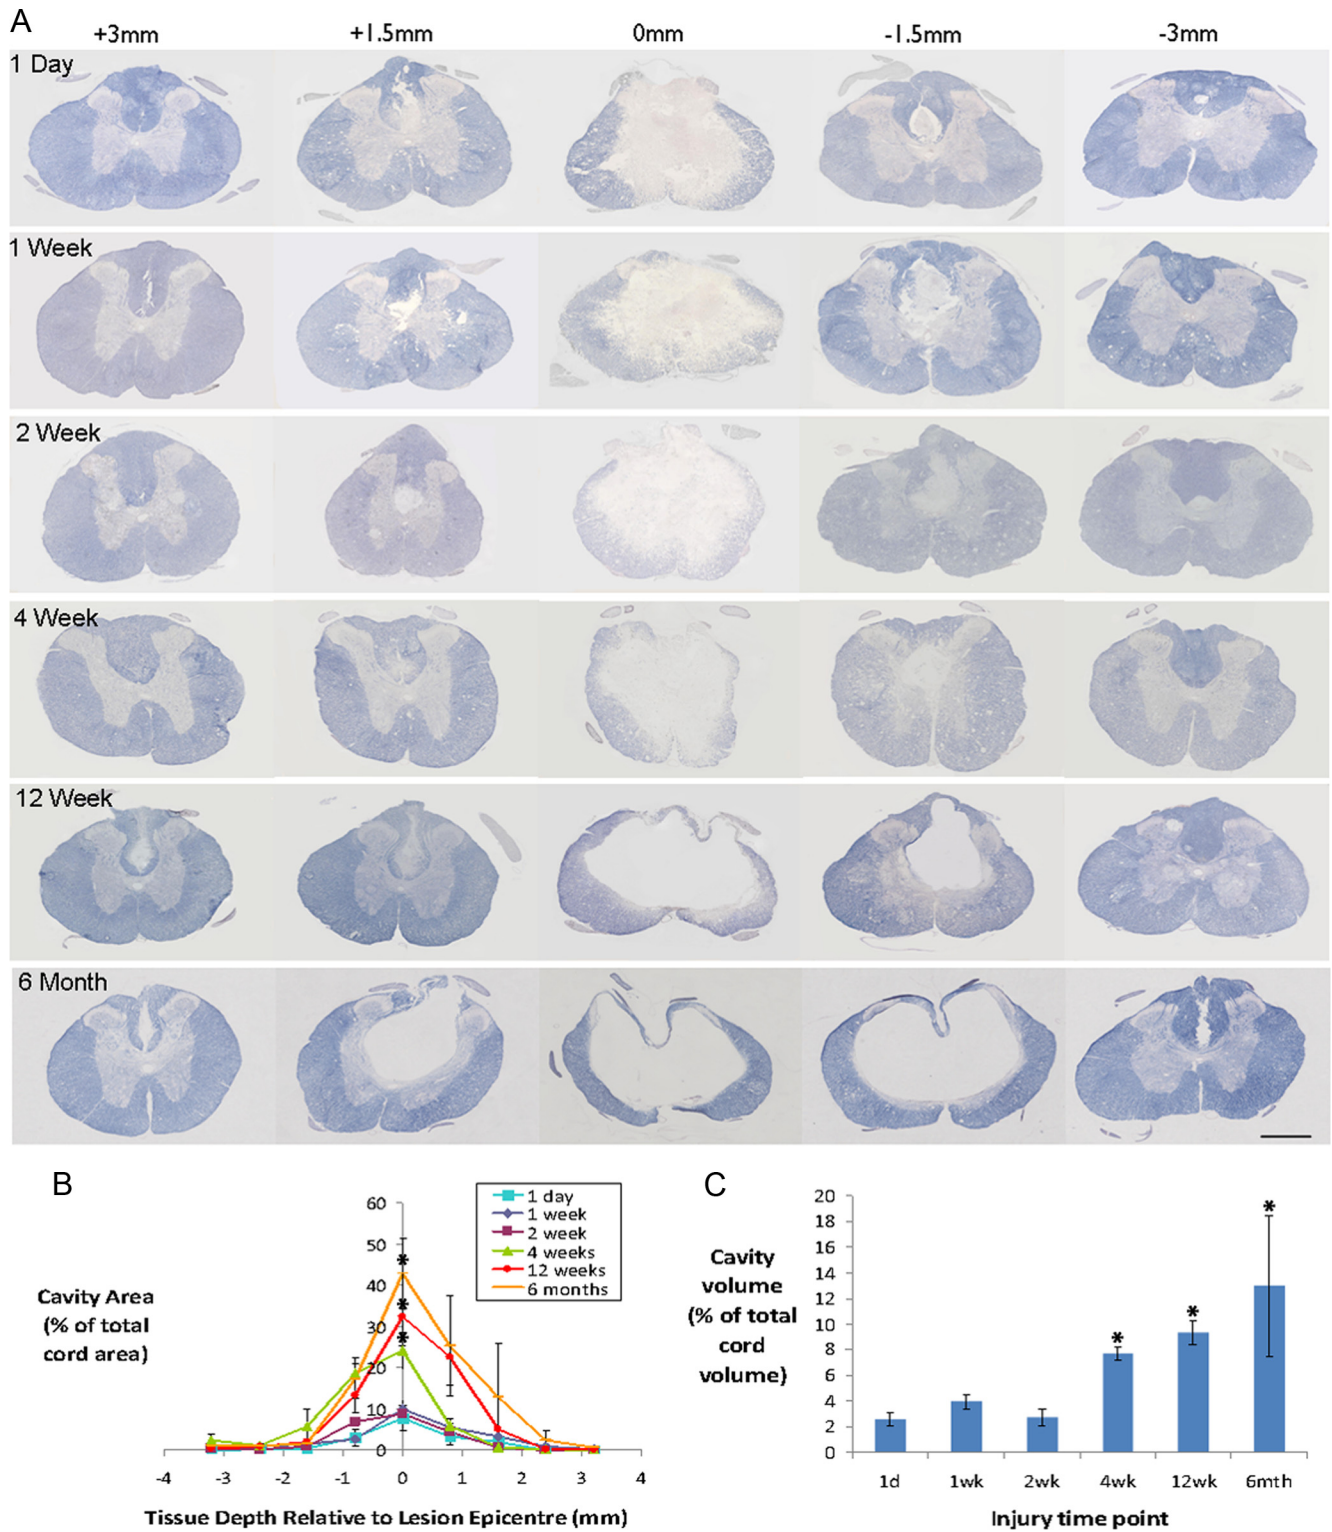 A
+3mm +1.5mm 0mm -1.5mm -3mm
1 Day
1 Week
2 Week
4 Week
12 Week
6 Month
B
Cavity Area
(% of total
cord area)
60
50
40
30
20
10
0
-4 -3 -2 -1 0 1 2 3 4
* 
*
*
1 day
1 week
2 week
4 weeks
12 weeks
6 months
Tissue Depth Relative to Lesion Epicentre (mm)
C
Cavity
volume
(% of total
cord
volume)
20
18
16
14
12
10
8
6
4
2
0
*
*
*
1d 1wk 2wk 4wk 12wk 6mth
Injury time point